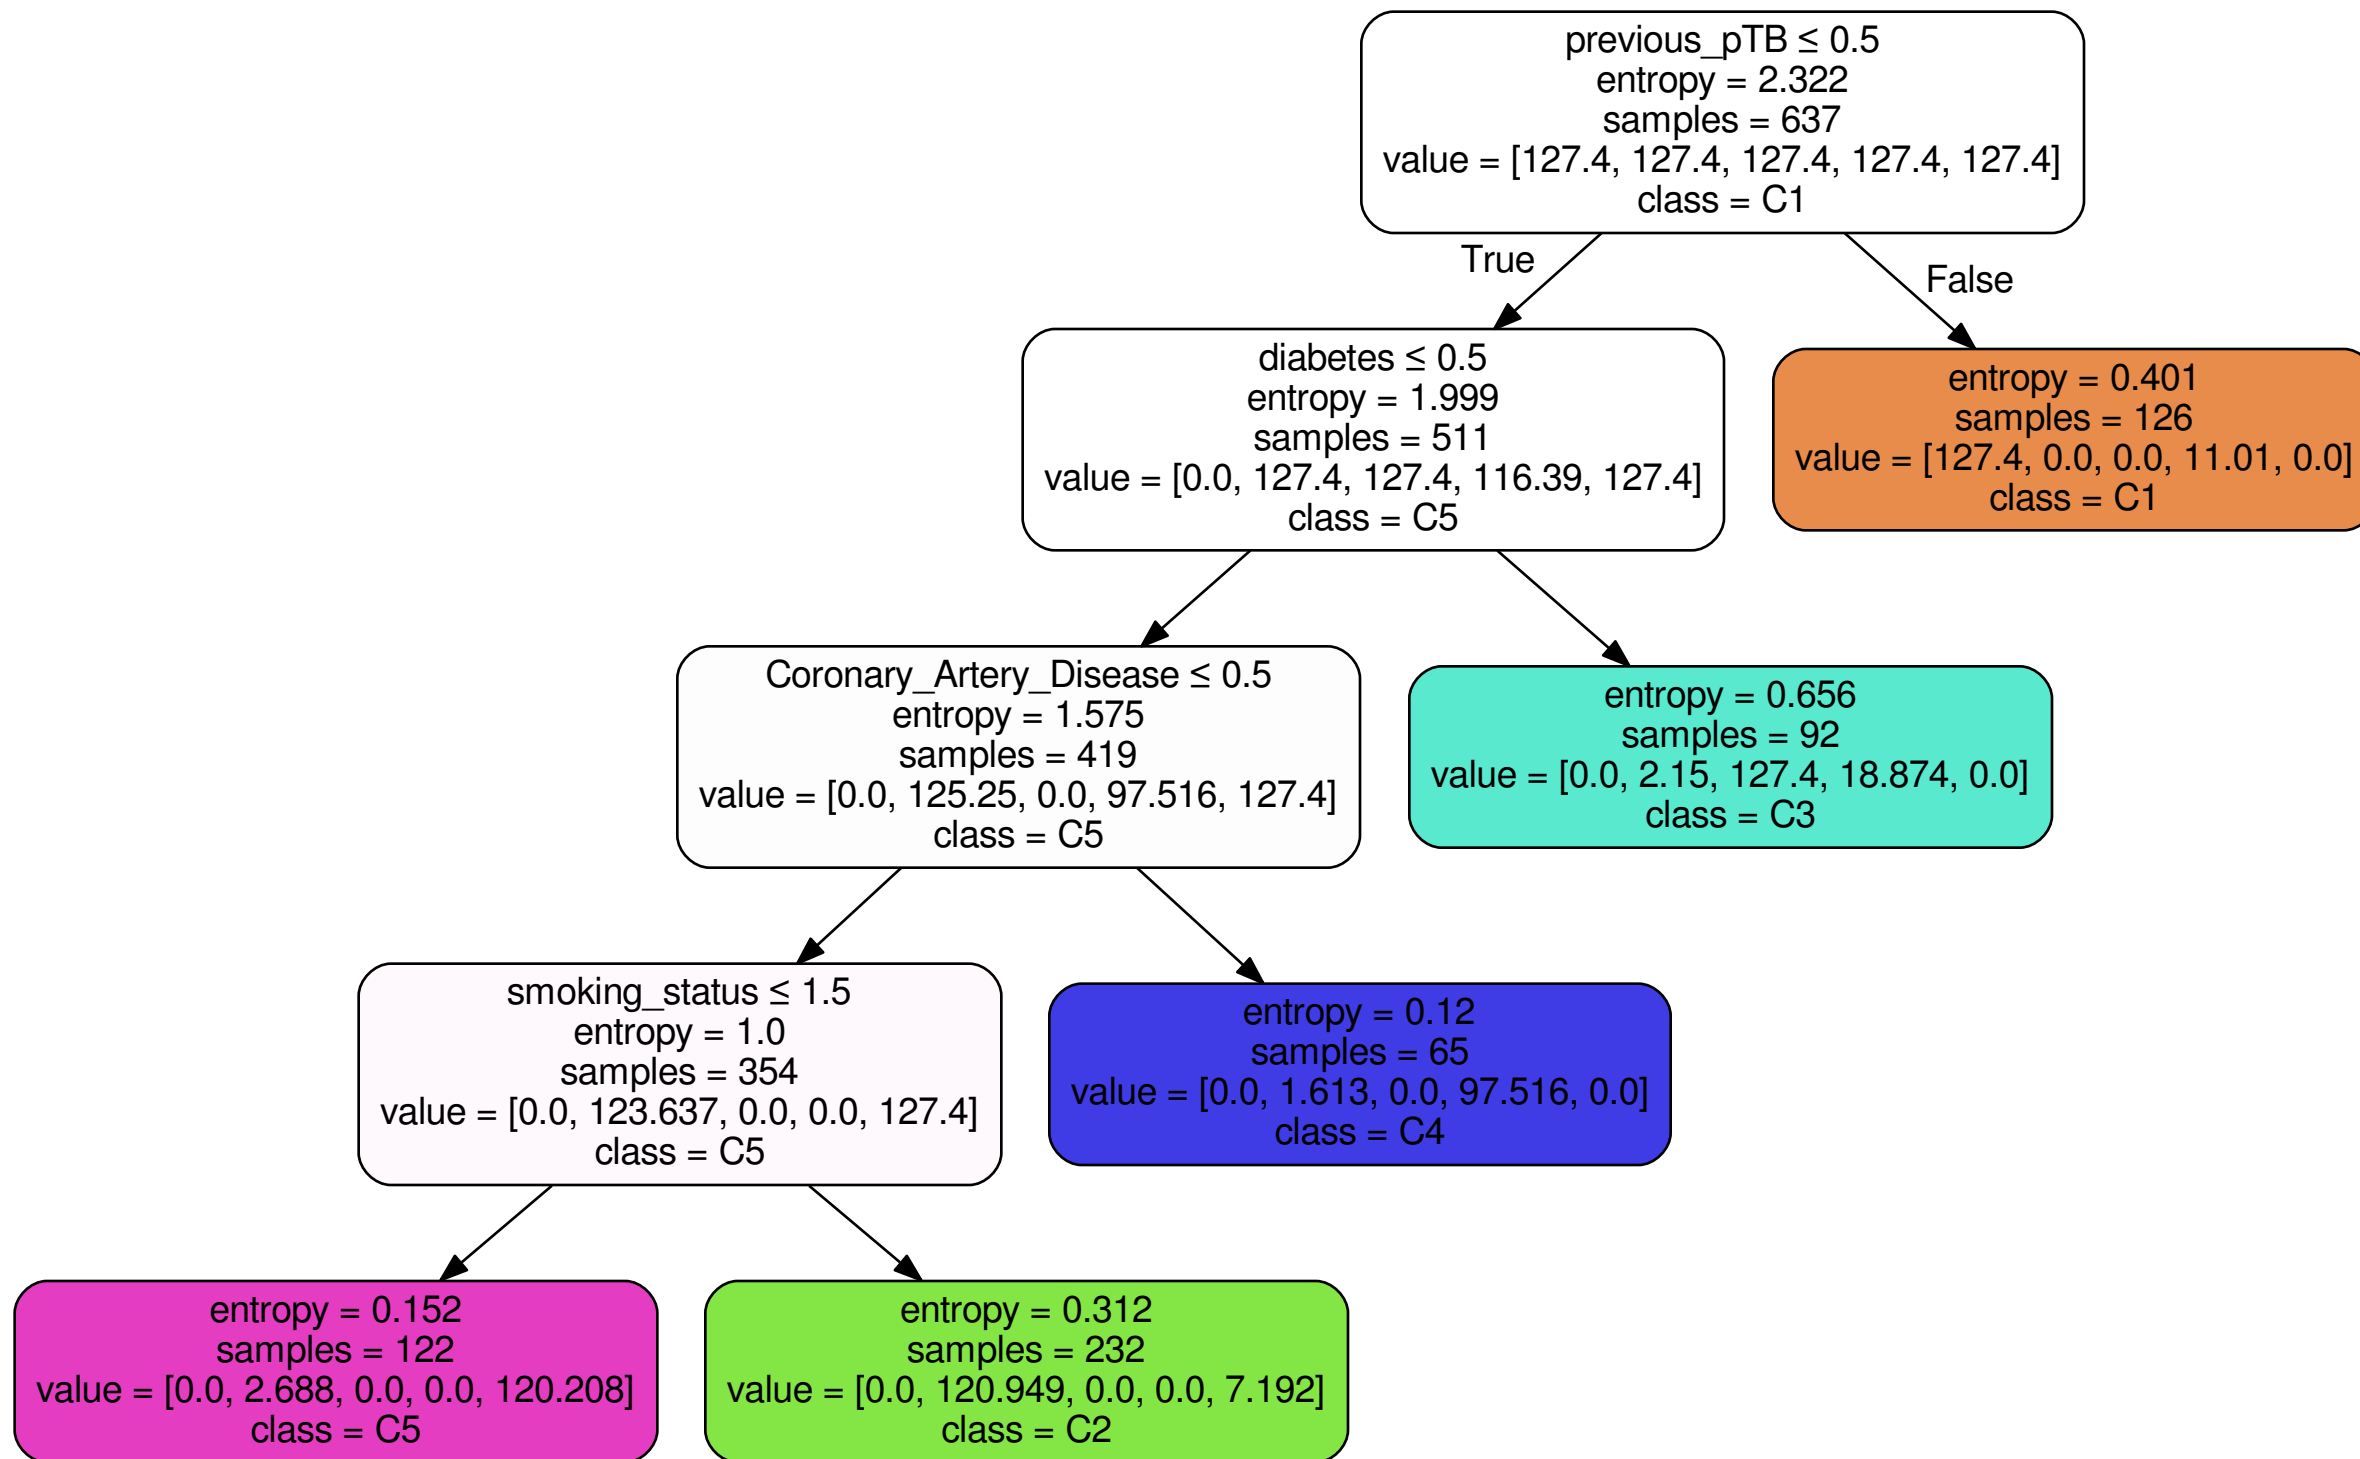 previous_pTB ≤ 0.5
entropy = 2.322
samples = 637
value = [127.4, 127.4, 127.4, 127.4, 127.4]
class = C1
True
False
diabetes ≤ 0.5
entropy = 1.999
samples = 511
value = [0.0, 127.4, 127.4, 116.39, 127.4]
class = C5
entropy = 0.401
samples = 126
value = [127.4, 0.0, 0.0, 11.01, 0.0]
class = C1
Coronary_Artery_Disease ≤ 0.5
entropy = 1.575
samples = 419
value = [0.0, 125.25, 0.0, 97.516, 127.4]
class = C5
entropy = 0.656
samples = 92
value = [0.0, 2.15, 127.4, 18.874, 0.0]
class = C3
smoking_status ≤ 1.5
entropy = 1.0
samples = 354
value = [0.0, 123.637, 0.0, 0.0, 127.4]
class = C5
entropy = 0.12
samples = 65
value = [0.0, 1.613, 0.0, 97.516, 0.0]
class = C4
entropy = 0.152
samples = 122
value = [0.0, 2.688, 0.0, 0.0, 120.208]
class = C5
entropy = 0.312
samples = 232
value = [0.0, 120.949, 0.0, 0.0, 7.192]
class = C2